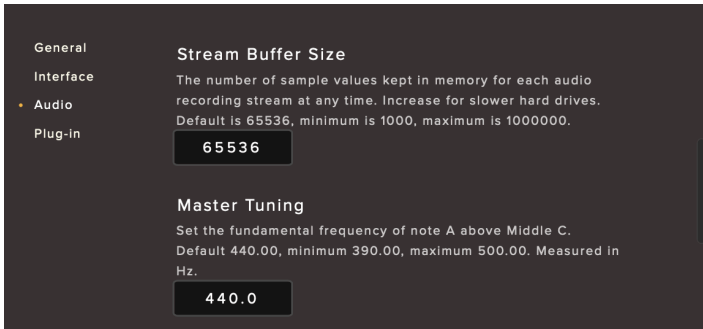 General
Interface
Audio
Plug-in
Stream Buffer Size
The number of sample values kept in memory for each audio
recording stream at any time. Increase for slower hard drives.
Default is 65536, minimum is 1000, maximum is 1000000.
65536
Master Tuning
Set the fundamental frequency of note A above Middle C.
Default 440.00, minimum 390.00, maximum 500.00. Measured in
Hz.
440.0